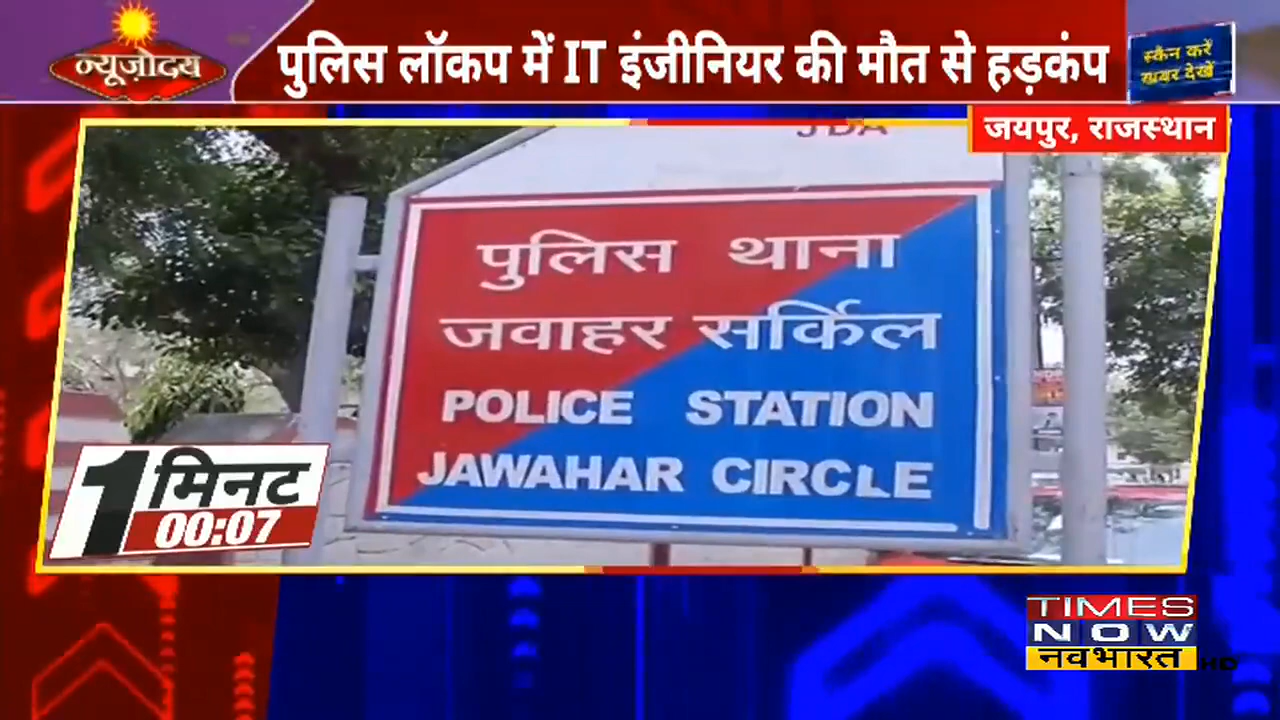 न्यूज़ोदय
पुलिस लॉकप में IT इंजीनियर की मौत से हड़कंप
स्कैन करें
खबर देखें
जयपुर, राजस्थान
JDA
पुलिस थाना
जवाहर सर्किल
POLICE STATION
JAWAHAR CIRCLE
1 मिनट
00:07
TIMES
NOW
नवभारत HD